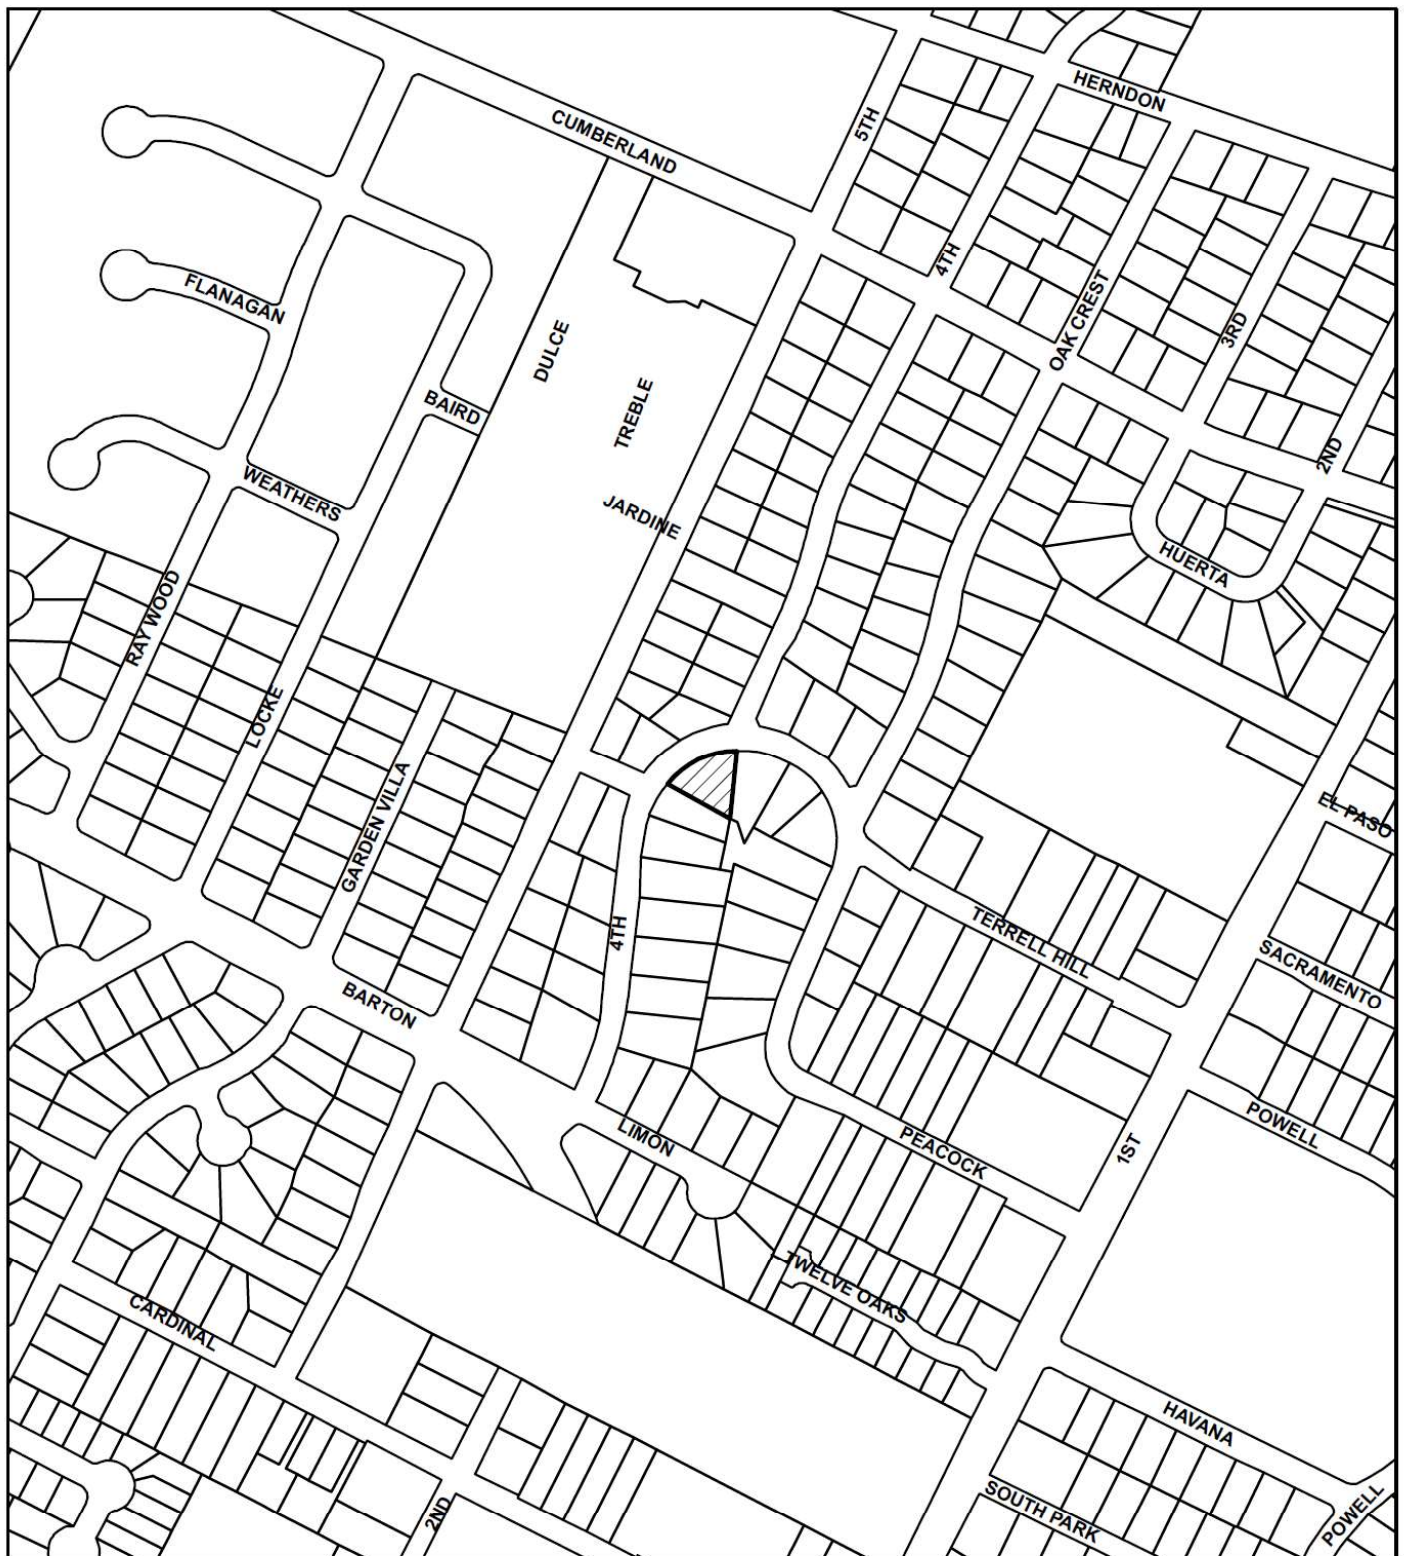 HERNDON
CUMBERLAND
5TH
4TH
FLANAGAN
OAK CREST
3RD
DULCE
TREBLE
BAIRD
2ND
WEATHERS
JARDINE
HUERTA
RAY WOOD
LOCKE
EL PASO
GARDEN VILLA
4TH
TERRELL HILL
SACRAMENTO
BARTON
POWELL
LIMON
PEACOCK
1ST
TWELVE OAKS
CARDINAL
HAVANA
SOUTH PARK
2ND
POWELL